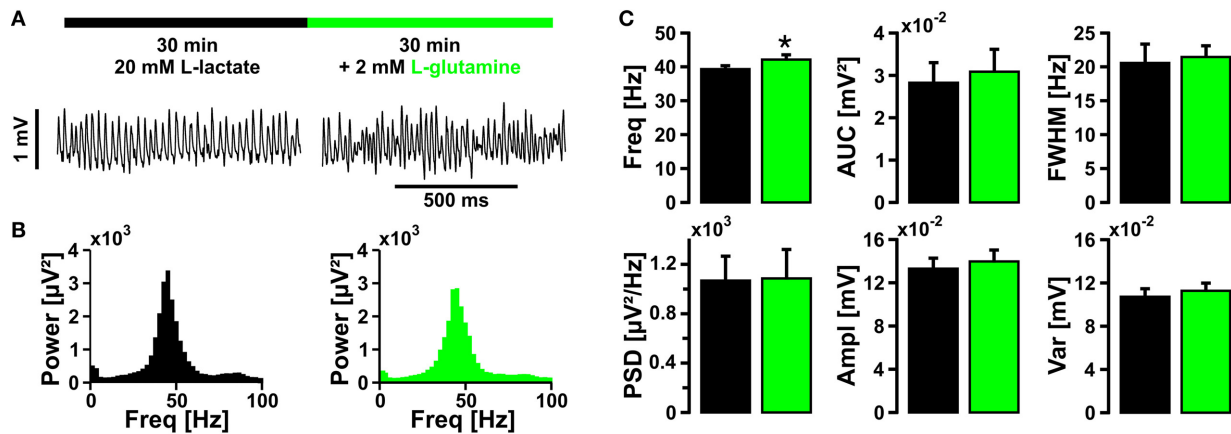 A
30 min
20 mM L-lactate
30 min
+ 2 mM L-glutamine
1 mV
500 ms
B
x10³
Power [µV²]
4
3
2
1
0
0 50 100
Freq [Hz]
x10³
Power [µV²]
4
3
2
1
0
0 50 100
Freq [Hz]
C
Freq [Hz]
50
40
30
20
10
0
*
x10⁻²
AUC [mV²]
4
3
2
1
0
FWHM [Hz]
25
20
15
10
5
0
x10³
PSD [µV²/Hz]
1.2
0.8
0.4
0
x10⁻²
Ampl [mV]
16
12
8
4
0
x10⁻²
Var [mV]
16
12
8
4
0